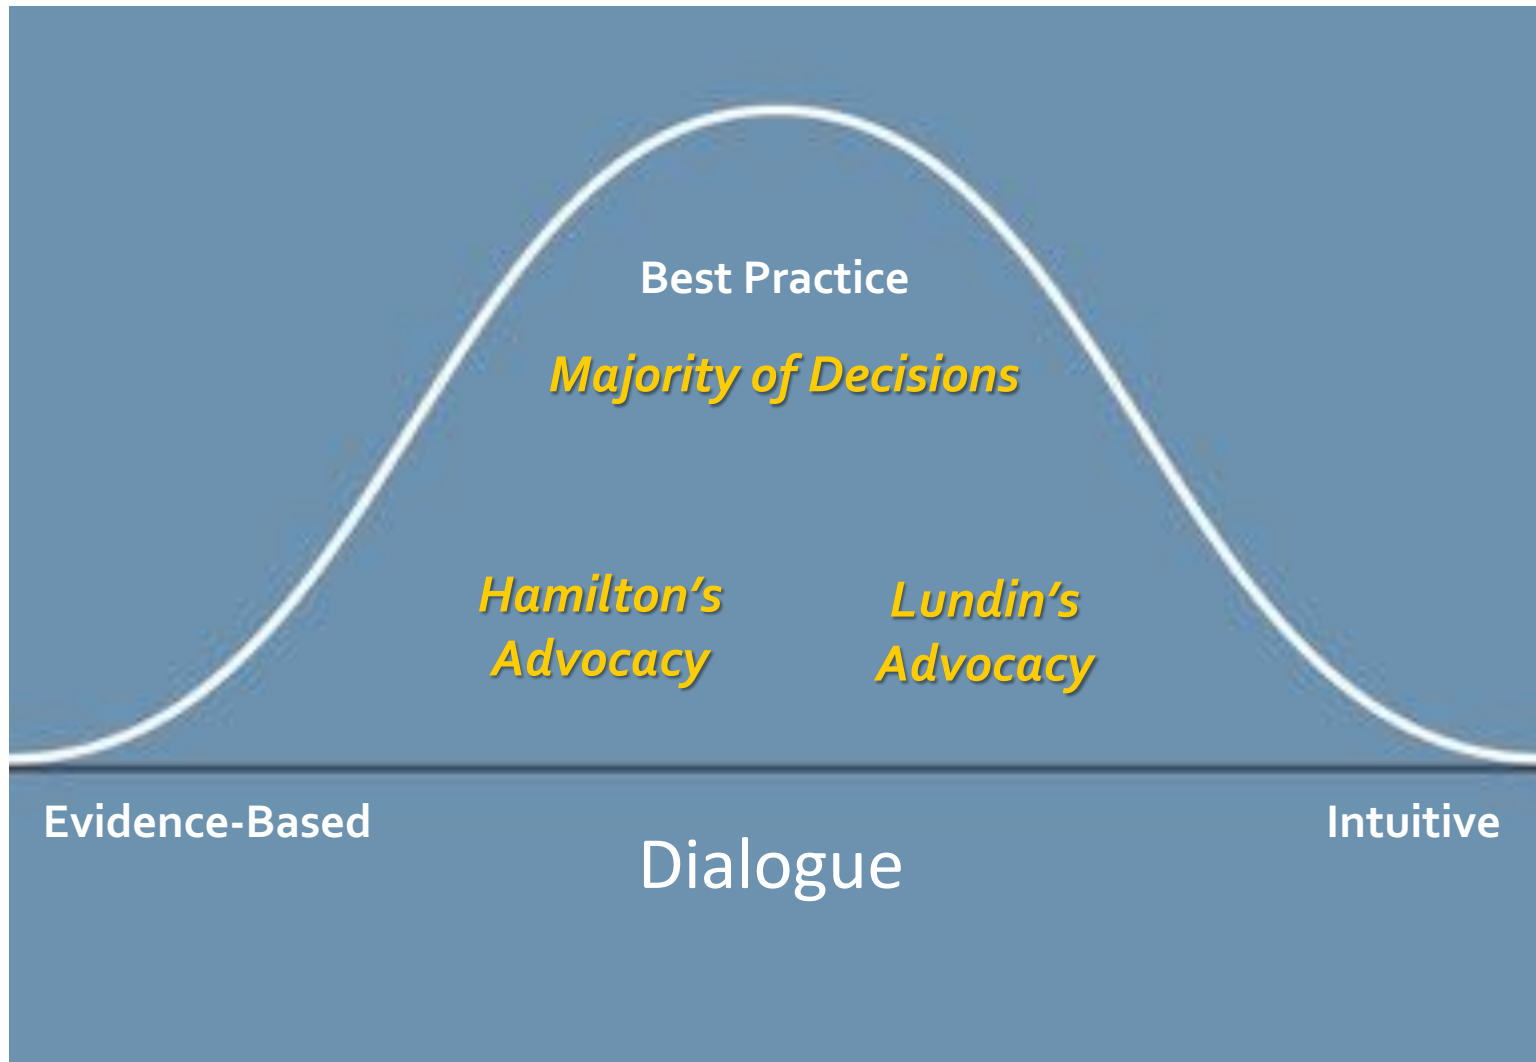 Best Practice
Majority of Decisions
Hamilton’s
Advocacy
Lundin’s
Advocacy
Evidence-Based
Dialogue
Intuitive